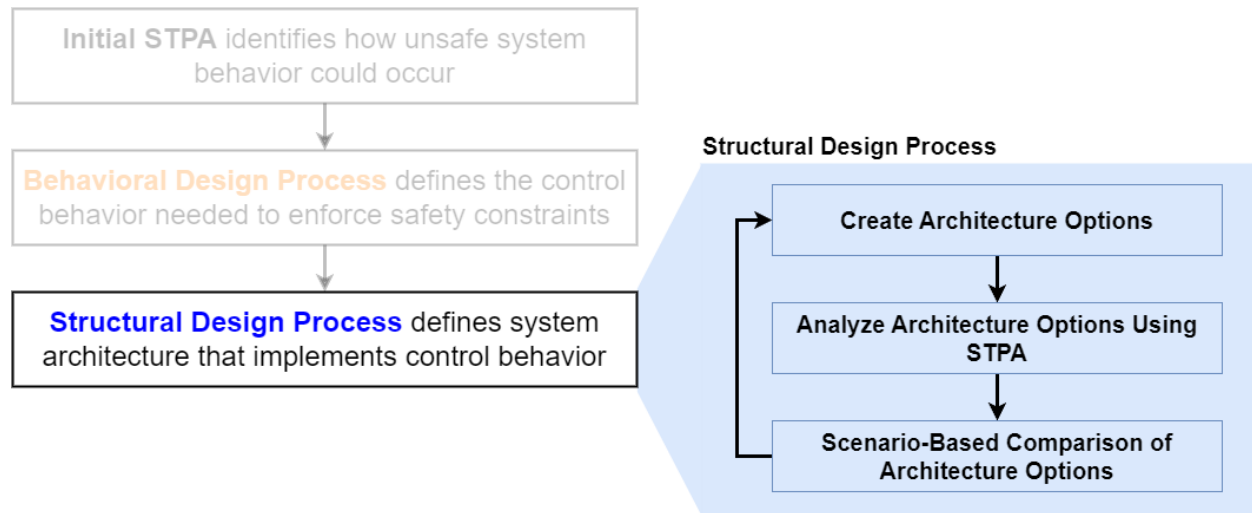 Initial STPA identifies how unsafe system
behavior could occur
Behavioral Design Process defines the control
behavior needed to enforce safety constraints
Structural Design Process defines system
architecture that implements control behavior
Structural Design Process
Create Architecture Options
Analyze Architecture Options Using
STPA
Scenario-Based Comparison of
Architecture Options